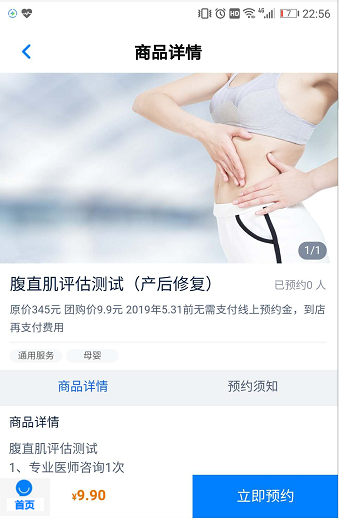 HD 4G 7 22:56
商品详情
1/1
腹直肌评估测试（产后修复）
已预约0 人
原价345元 团购价9.9元 2019年5.31前无需支付线上预约金，到店
再支付费用
通用服务 母婴
商品详情 预约须知
商品详情
腹直肌评估测试
1、专业医师咨询1次
首页
¥9.90
立即预约